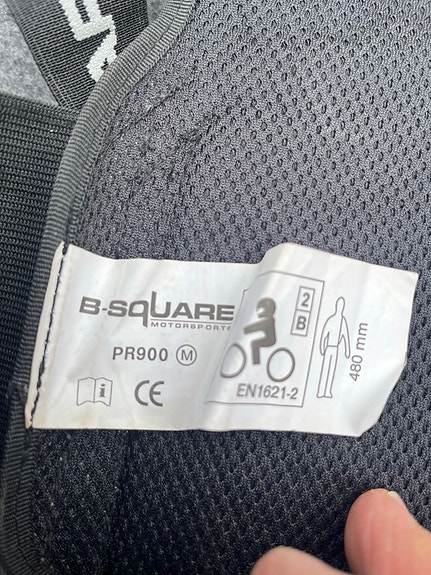 B-SQUARE
MOTORSPORTS
PR900 M
CE
2
B
EN1621-2
480 mm